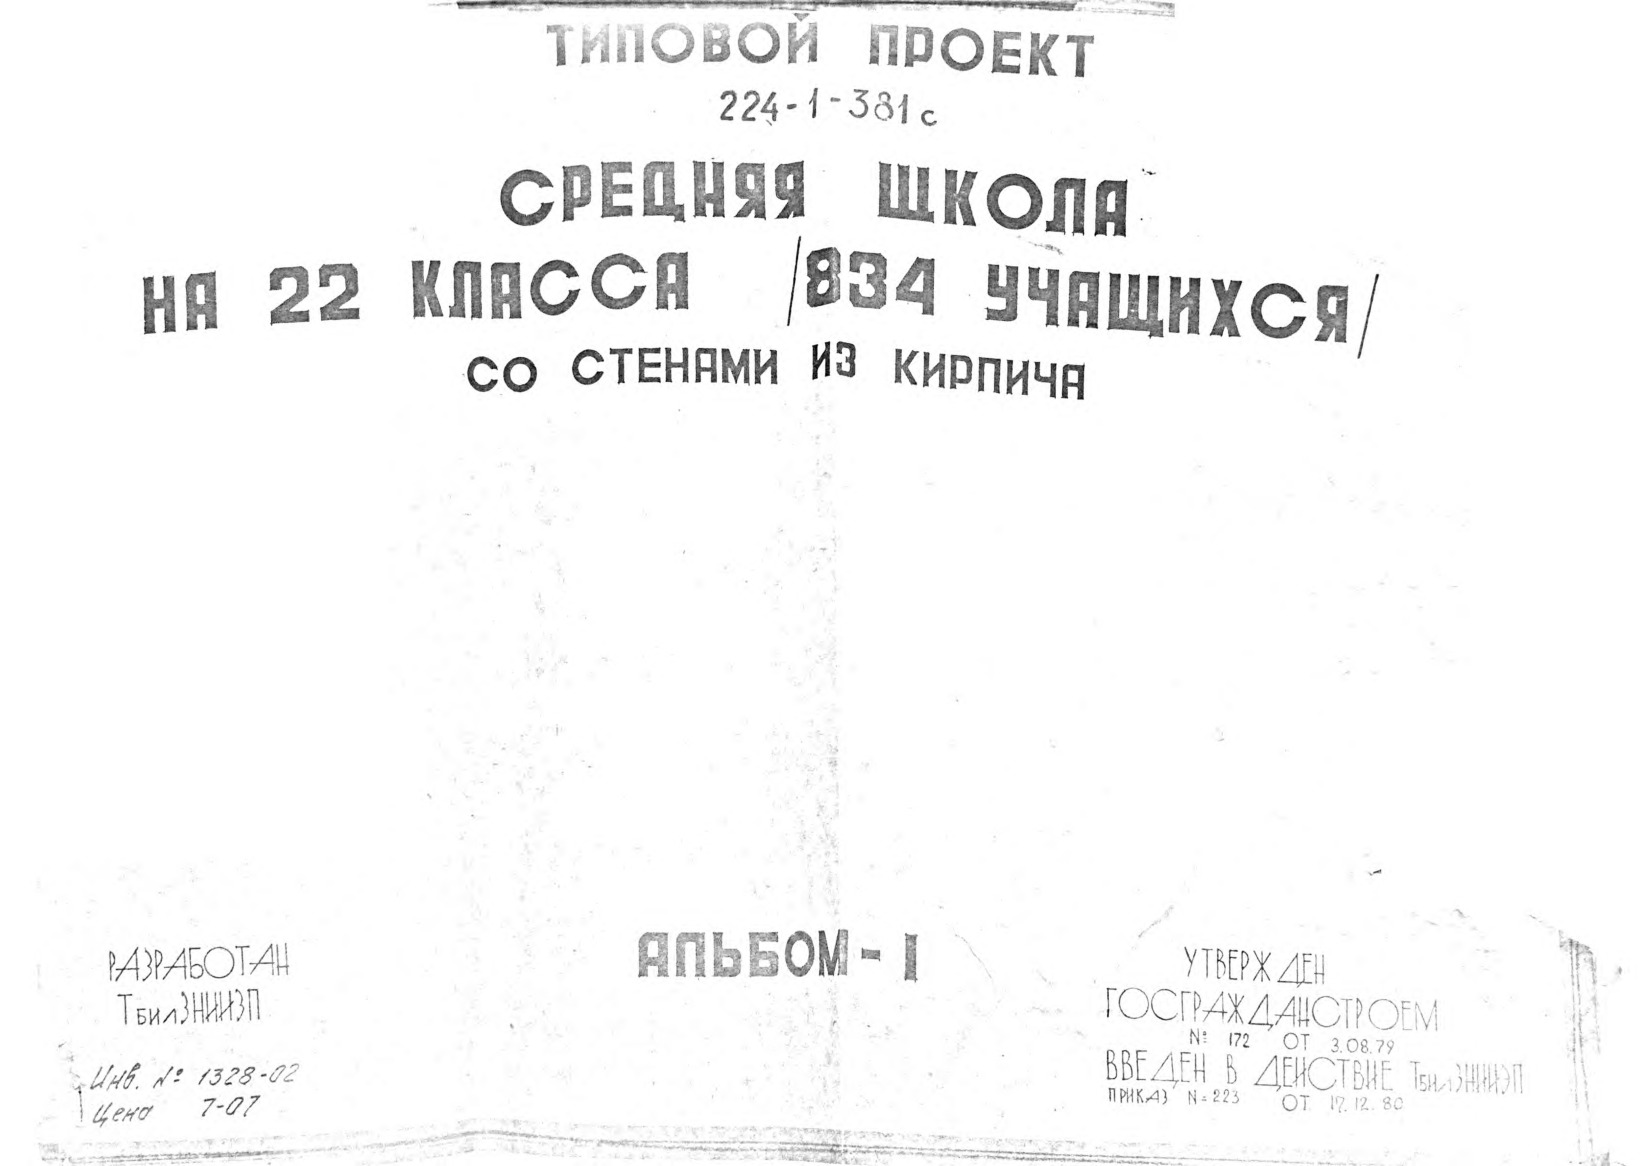 ТИПОВОЙ ПРОЕКТ
224-1-381с
СРЕДНЯЯ ШКОЛА
НА 22 КЛАССА /834 УЧАЩИХСЯ/
СО СТЕНАМИ ИЗ КИРПИЧА
АЛЬБОМ-I
РАЗРАБОТАН
ТбилЗНИИЭП
Инв. № 1328-02
Цена 7-07
УТВЕРЖДЕН
ГОСГРАЖДАНСТРОЕМ
№ 172 ОТ 3.08.79
ВВЕДЕН В ДЕЙСТВИЕ ТбилЗНИИЭП
ПРИКАЗ № 223 ОТ 17.12.80